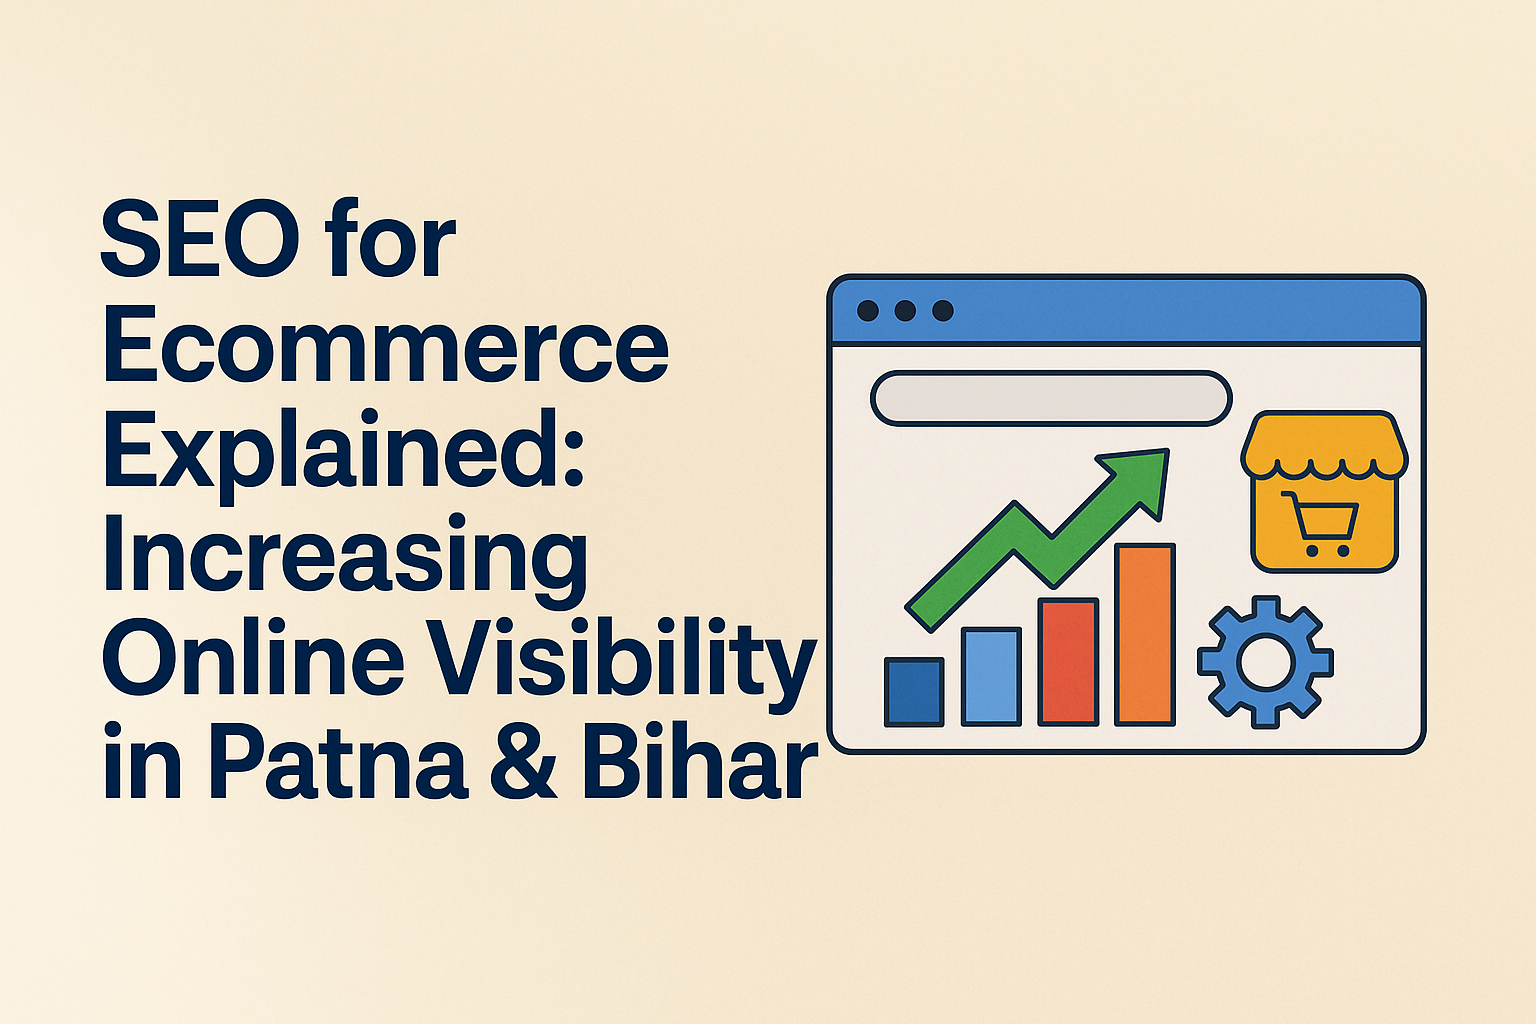 SEO for
Ecommerce
Explained:
Increasing
Online Visibility
in Patna & Bihar